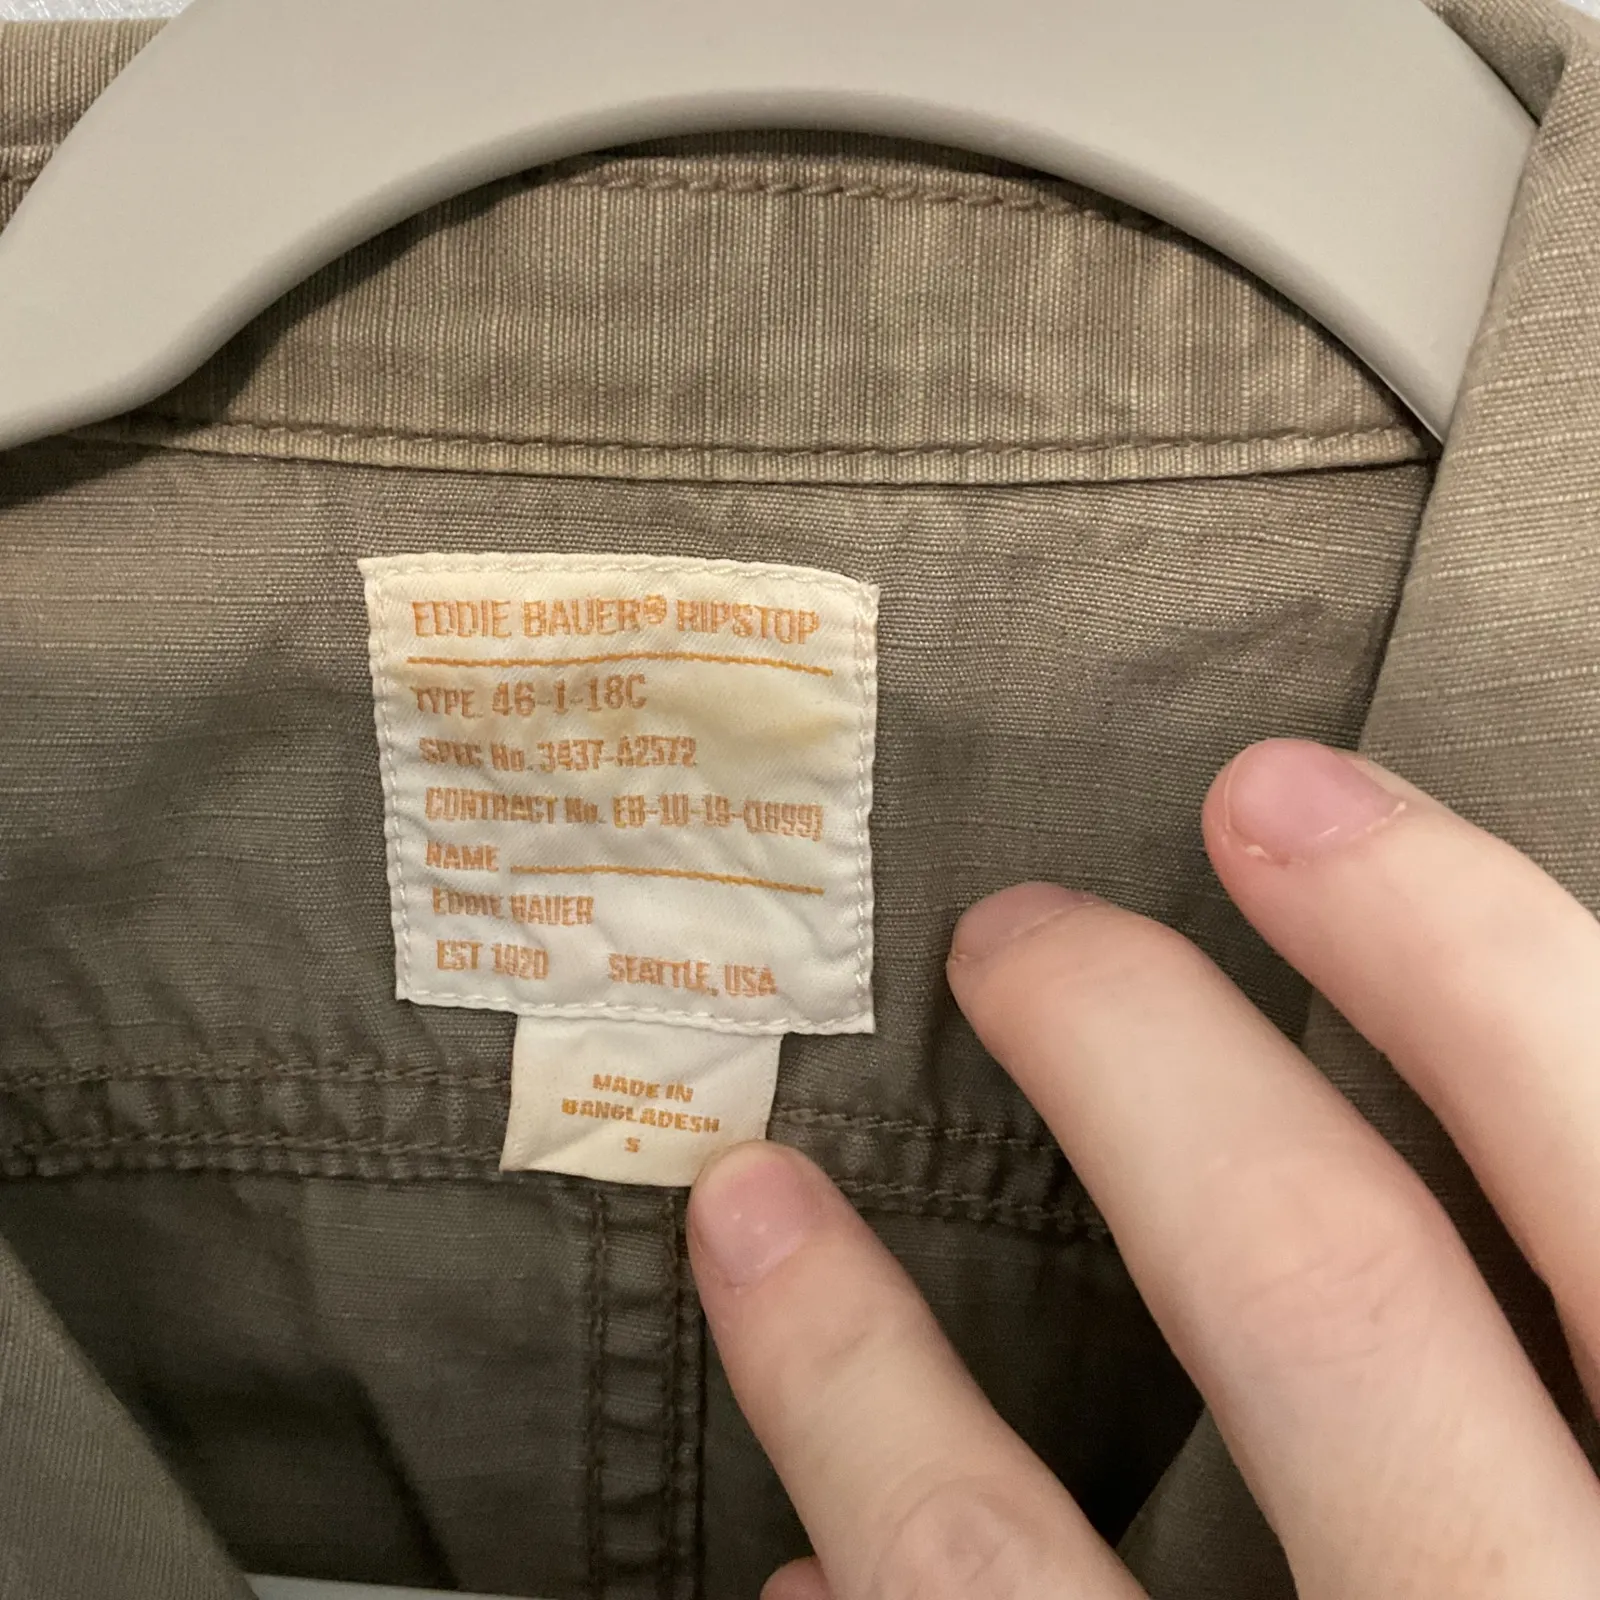 EDDIE BAUER® RIPSTOP
TYPE 46-1-18C
SPEC No. 3437-A2572
CONTRACT No. EB-10-19-(1899)
NAME
EDDIE BAUER
EST 1920 SEATTLE, USA
MADE IN
BANGLADESH
S